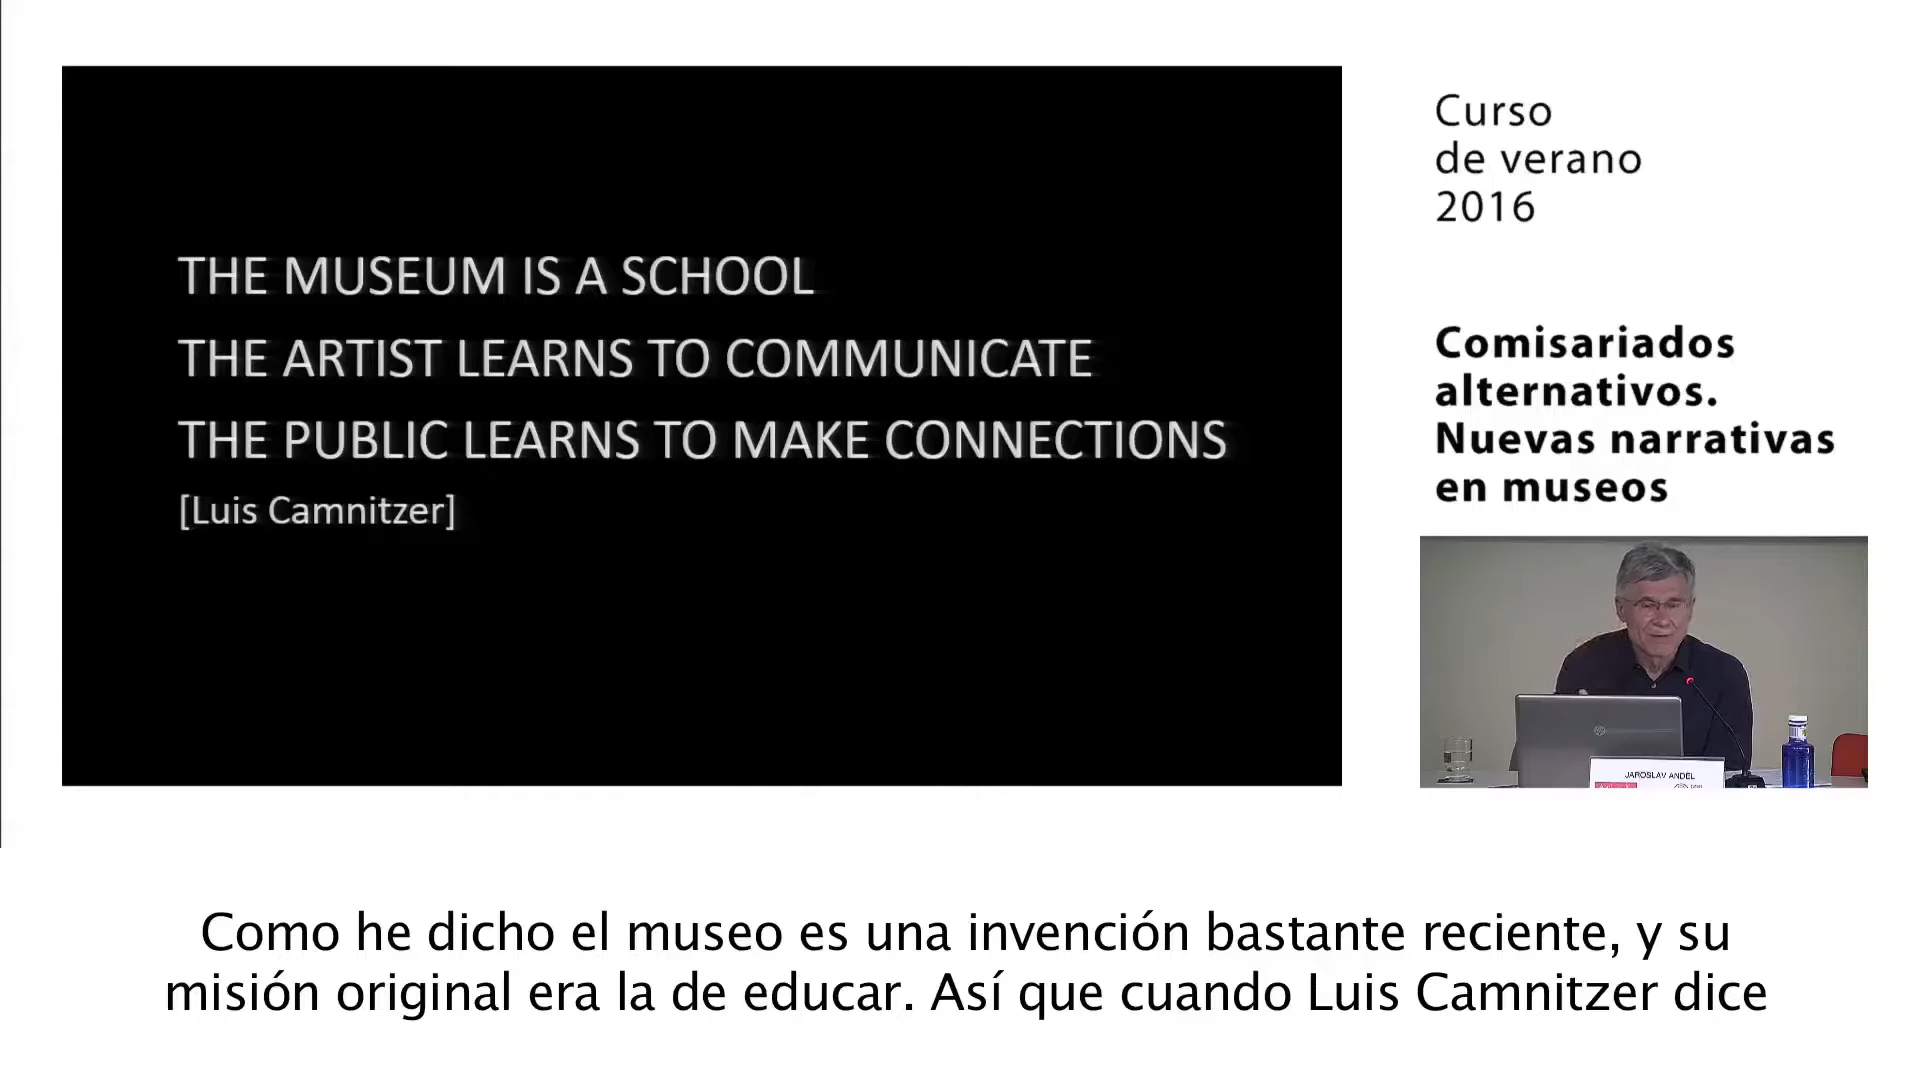 THE MUSEUM IS A SCHOOL
THE ARTIST LEARNS TO COMMUNICATE
THE PUBLIC LEARNS TO MAKE CONNECTIONS
[Luis Camnitzer]
Curso
de verano
2016
Comisariados
alternativos.
Nuevas narrativas
en museos
hp
JAROSLAV ANDEL
Como he dicho el museo es una invención bastante reciente, y su
misión original era la de educar. Así que cuando Luis Camnitzer dice